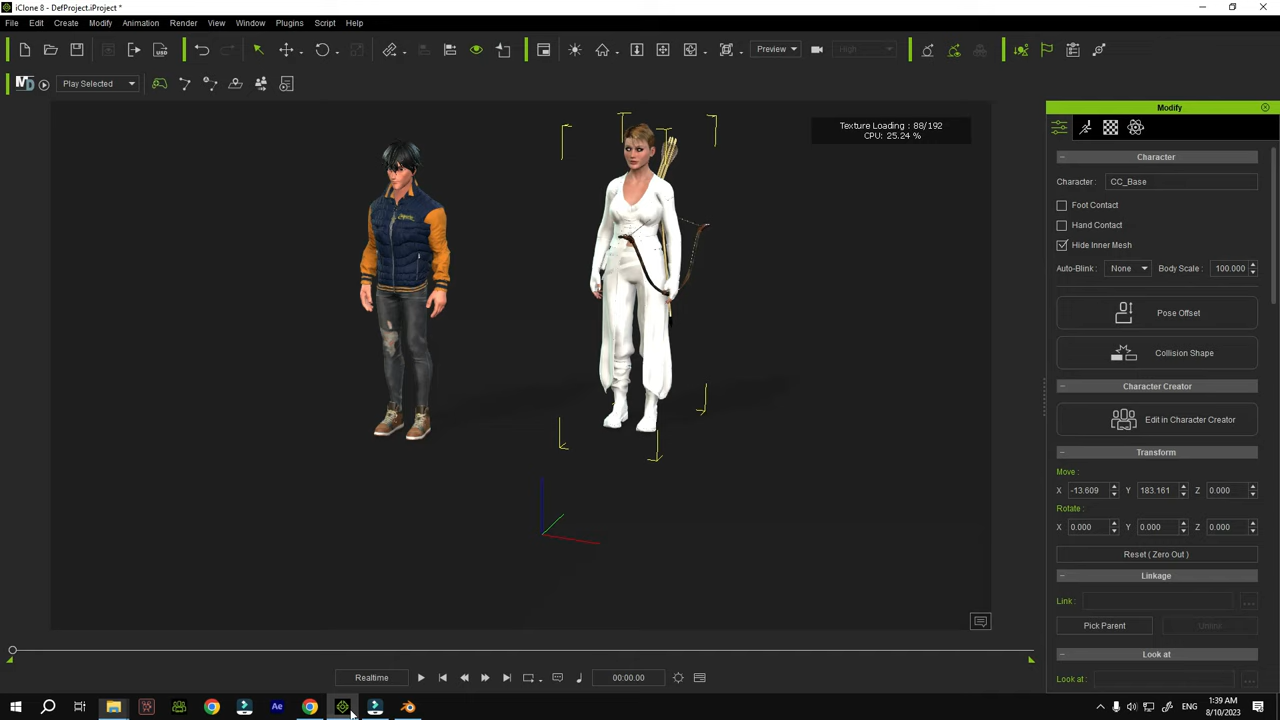 iClone 8 - DefProject.iProject *
File Edit Create Modify Animation Render View Window Plugins Script Help
Preview High
MD Play Selected
Modify
Texture Loading : 88/192
CPU: 25.24 %
Character
Character : CC_Base
Foot Contact
Hand Contact
Hide Inner Mesh
Auto-Blink : None Body Scale : 100.000
Pose Offset
Collision Shape
Character Creator
Edit in Character Creator
Transform
Move :
X -13.609 Y 183.161 Z 0.000
Rotate :
X 0.000 Y 0.000 Z 0.000
Reset ( Zero Out )
Linkage
Link : ...
Pick Parent Unlink
Look at
Look at : ...
Realtime 00:00.00
Ae
ENG
1:39 AM
8/10/2023